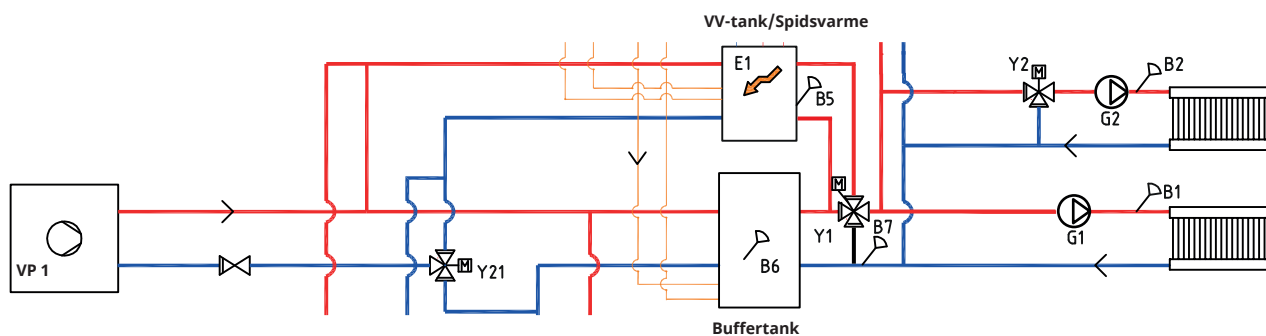 VV-tank/Spidsvarme
E1
B5
Y2
M
G2
B2
M
Y1
B7
G1
B1
VP 1
M
Y21
B6
Buffertank